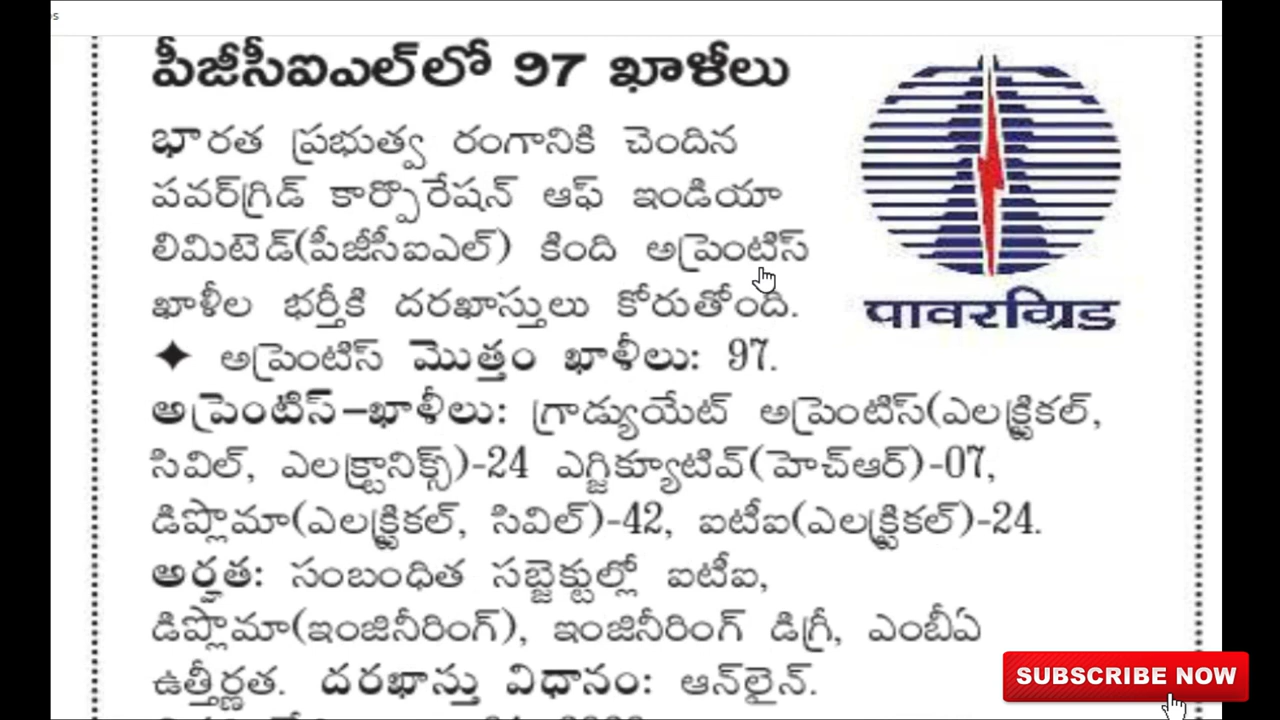 పీజీసీఐఎల్‌లో 97 ఖాళీలు
భారత ప్రభుత్వ రంగానికి చెందిన
పవర్‌గ్రిడ్ కార్పొరేషన్ ఆఫ్ ఇండియా
లిమిటెడ్(పీజీసీఐఎల్) కింది అప్రెంటిస్
ఖాళీల భర్తీకి దరఖాస్తులు కోరుతోంది.
पावरग्रिड
✦ అప్రెంటిస్ మొత్తం ఖాళీలు: 97.
అప్రెంటిస్-ఖాళీలు: గ్రాడ్యుయేట్ అప్రెంటిస్(ఎలక్ట్రికల్,
సివిల్, ఎలక్ట్రానిక్స్)-24 ఎగ్జిక్యూటివ్(హెచ్ఆర్)-07,
డిప్లొమా(ఎలక్ట్రికల్, సివిల్)-42, ఐటీఐ(ఎలక్ట్రికల్)-24.
అర్హత: సంబంధిత సబ్జెక్టుల్లో ఐటీఐ,
డిప్లొమా(ఇంజినీరింగ్), ఇంజినీరింగ్ డిగ్రీ, ఎంబీఏ
ఉత్తీర్ణత. దరఖాస్తు విధానం: ఆన్‌లైన్.
SUBSCRIBE NOW